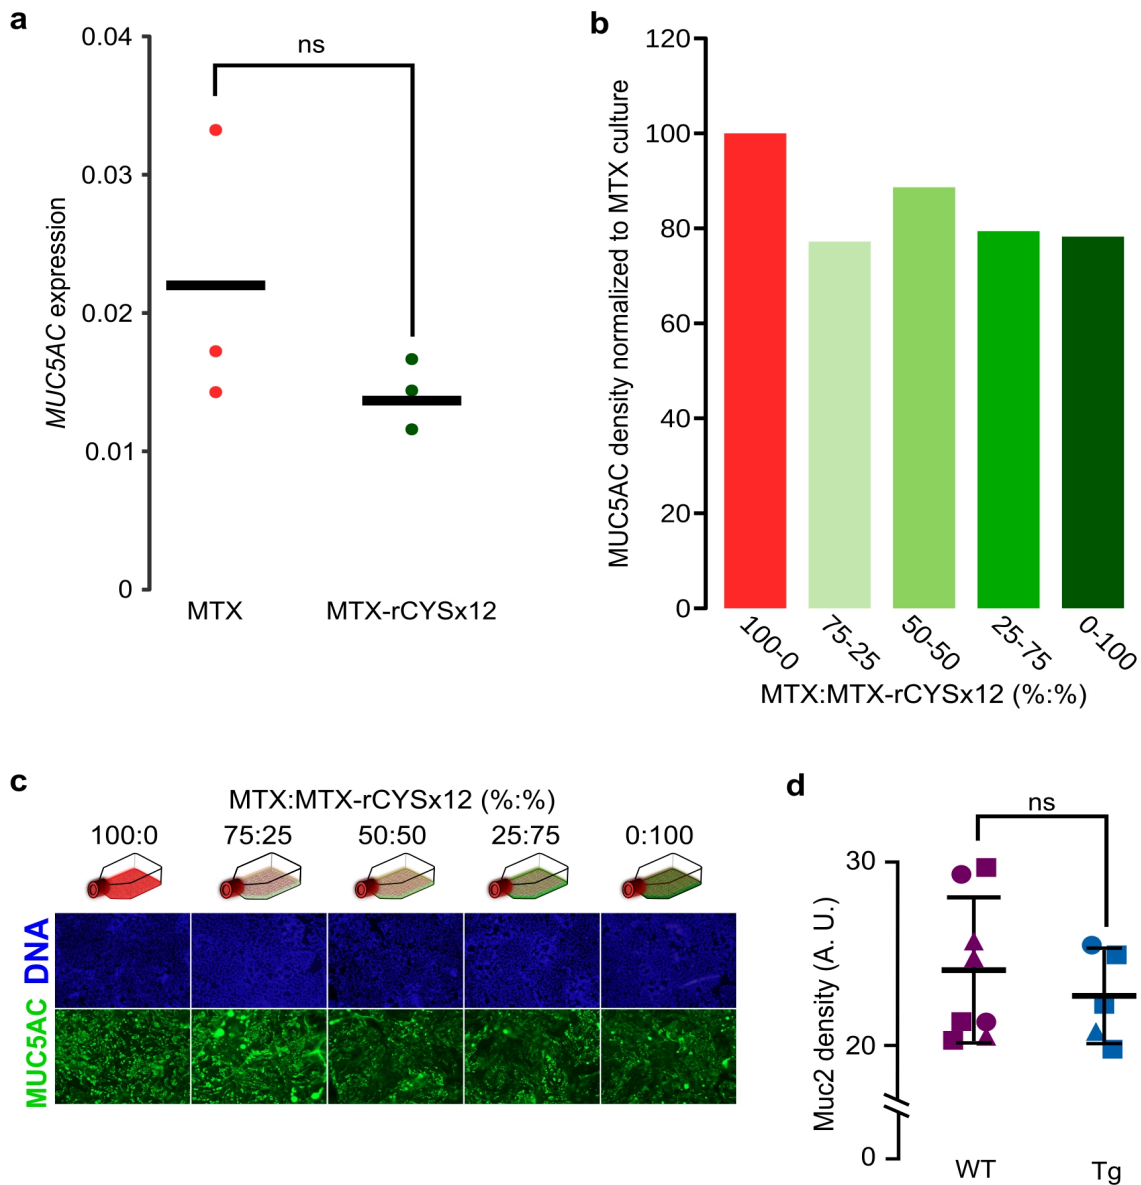 a
0.04
0.03
0.02
0.01
0
MUC5AC expression
ns
MTX
MTX-rCYSx12
b
120
100
80
60
40
20
0
MUC5AC density normalized to MTX culture
100-0
75-25
50-50
25-75
0-100
MTX:MTX-rCYSx12 (%:%)
c
MTX:MTX-rCYSx12 (%:%)
100:0 75:25 50:50 25:75 0:100
DNA
MUC5AC
d
ns
30
20
0
Muc2 density (A. U.)
WT
Tg